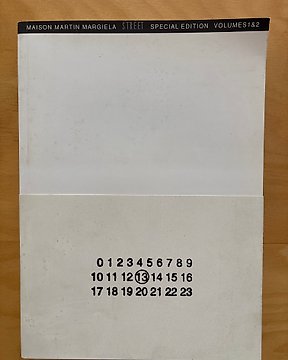 MAISON MARTIN MARGIELA STREET SPECIAL EDITION VOLUMES 1&2
0 1 2 3 4 5 6 7 8 9
10 11 12 13 14 15 16
17 18 19 20 21 22 23